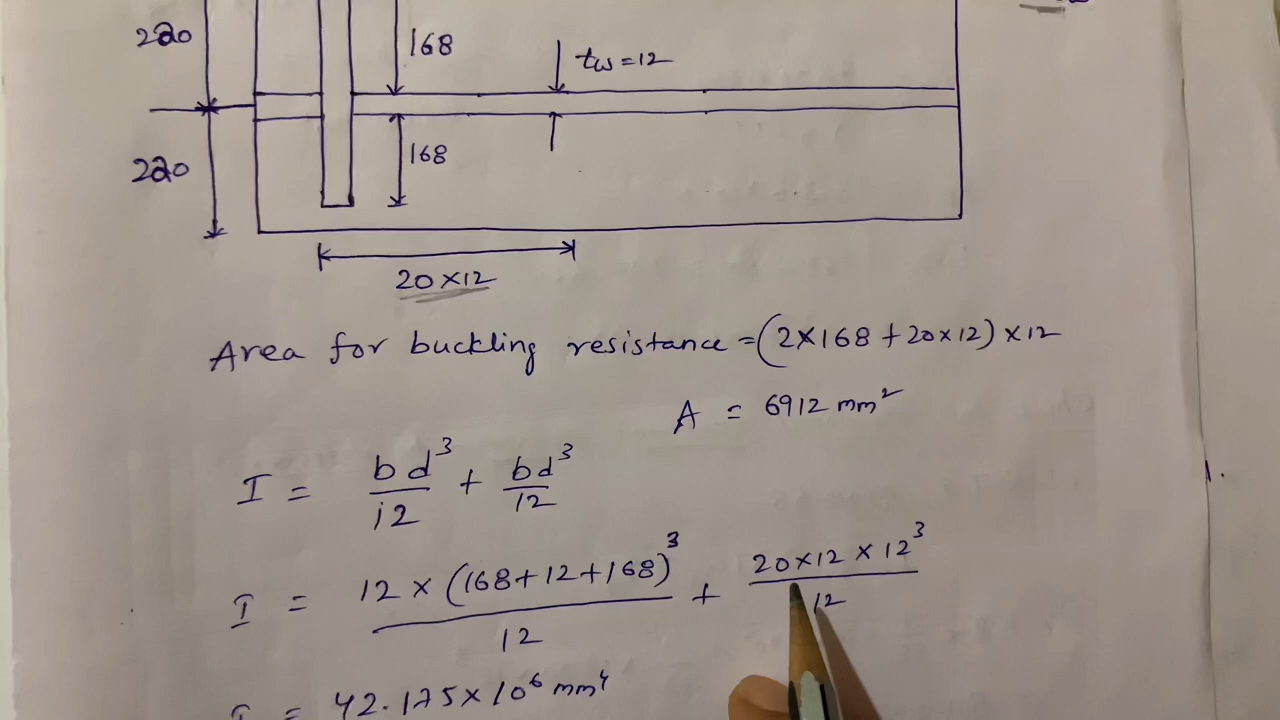 220
168
tw=12
168
220
20×12
Area for buckling resistance = (2×168 + 20×12) × 12
A = 6912 mm²
I = bd³/12 + bd³/12
I = 12 × (168+12+168)³/12 + 20×12×12³/12
I = 42.175×10⁶ mm⁴
1.